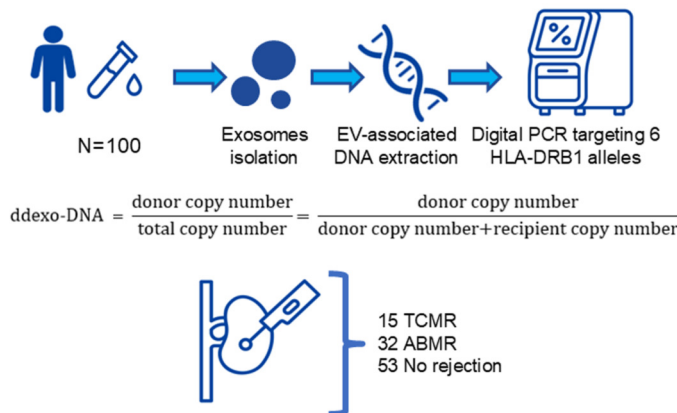 %
N=100
Exosomes
isolation
EV-associated
DNA extraction
Digital PCR targeting 6
HLA-DRB1 alleles
ddexo-DNA = donor copy number / total copy number = donor copy number / donor copy number+recipient copy number
15 TCMR
32 ABMR
53 No rejection